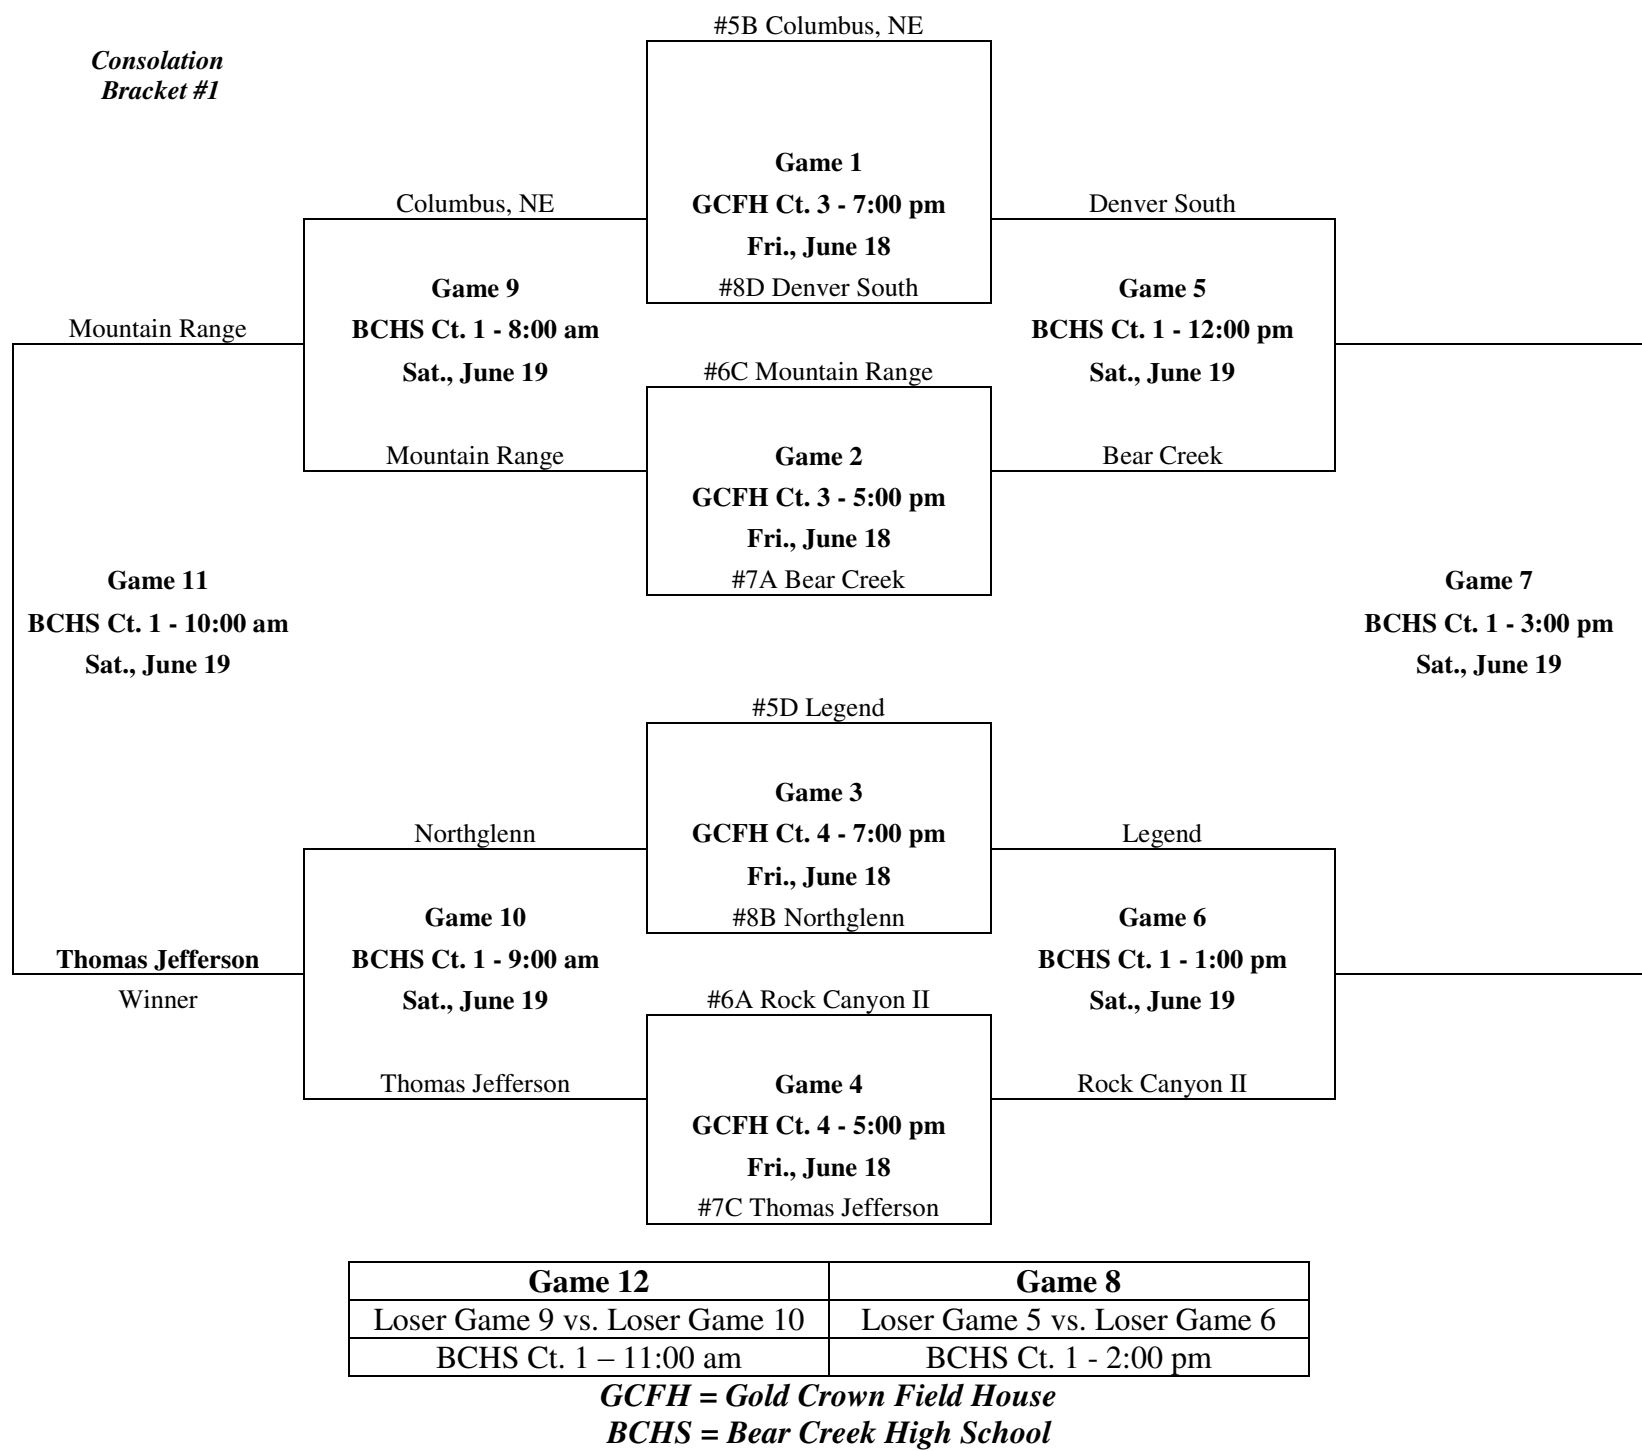 #5B Columbus, NE
Consolation
Bracket #1
Game 1
Columbus, NE
GCFH Ct. 3 - 7:00 pm
Denver South
Fri., June 18
Game 9
#8D Denver South
Game 5
Mountain Range
BCHS Ct. 1 - 8:00 am
BCHS Ct. 1 - 12:00 pm
Sat., June 19
#6C Mountain Range
Sat., June 19
Mountain Range
Game 2
Bear Creek
GCFH Ct. 3 - 5:00 pm
Fri., June 18
Game 11
#7A Bear Creek
Game 7
BCHS Ct. 1 - 10:00 am
BCHS Ct. 1 - 3:00 pm
Sat., June 19
Sat., June 19
#5D Legend
Game 3
Northglenn
GCFH Ct. 4 - 7:00 pm
Legend
Fri., June 18
Game 10
#8B Northglenn
Game 6
Thomas Jefferson
BCHS Ct. 1 - 9:00 am
BCHS Ct. 1 - 1:00 pm
Winner
Sat., June 19
#6A Rock Canyon II
Sat., June 19
Thomas Jefferson
Game 4
Rock Canyon II
GCFH Ct. 4 - 5:00 pm
Fri., June 18
#7C Thomas Jefferson
Game 12
Game 8
Loser Game 9 vs. Loser Game 10
Loser Game 5 vs. Loser Game 6
BCHS Ct. 1 – 11:00 am
BCHS Ct. 1 - 2:00 pm
GCFH = Gold Crown Field House
BCHS = Bear Creek High School